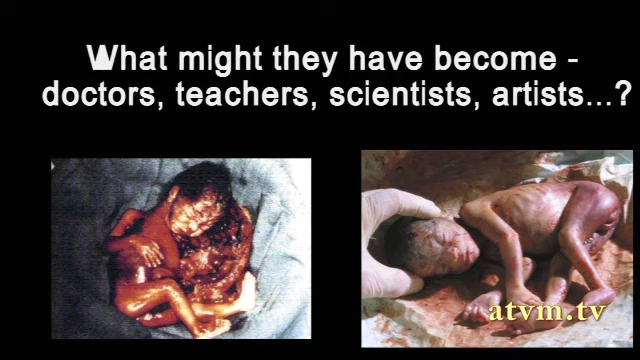 What might they have become -
doctors, teachers, scientists, artists...?
atvm.tv